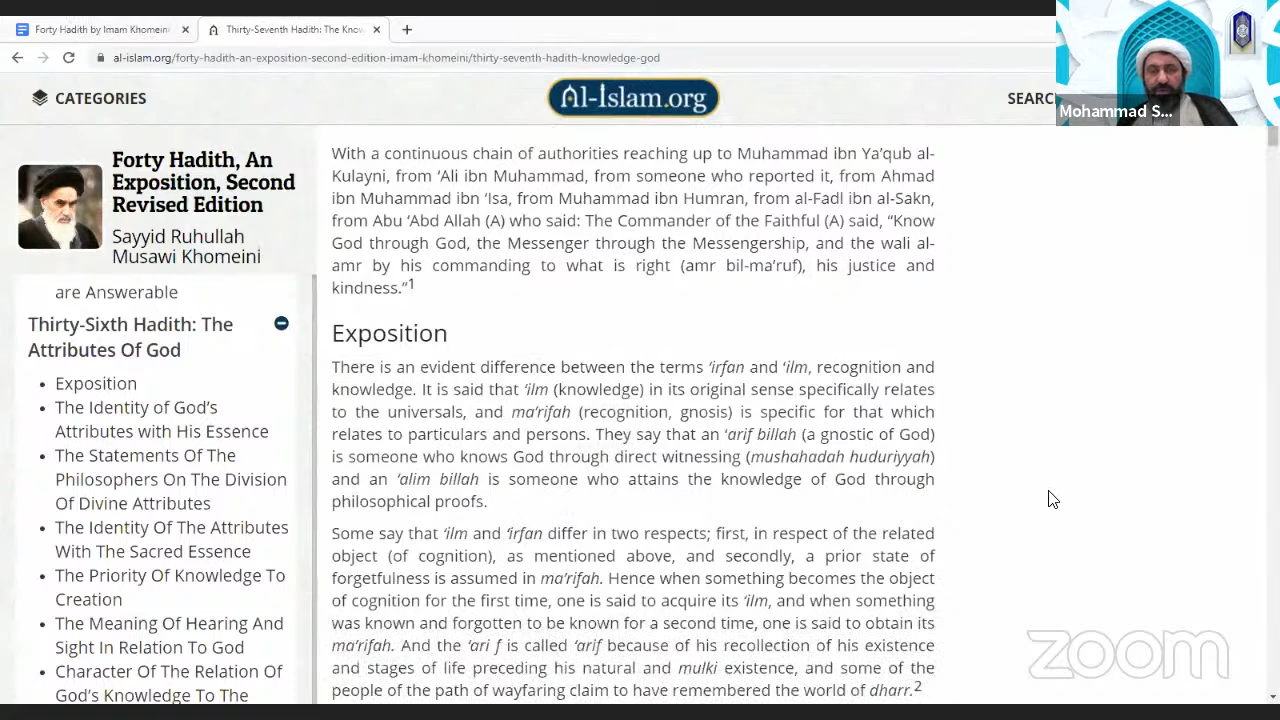 Forty Hadith by Imam Khomeini
Thirty-Seventh Hadith: The Know
al-islam.org/forty-hadith-an-exposition-second-edition-imam-khomeini/thirty-seventh-hadith-knowledge-god
CATEGORIES
Al-Islam.org
SEARCH
Mohammad S...
Forty Hadith, An
Exposition, Second
Revised Edition
Sayyid Ruhullah
Musawi Khomeini
are Answerable
Thirty-Sixth Hadith: The
Attributes Of God
• Exposition
• The Identity of God’s
Attributes with His Essence
• The Statements Of The
Philosophers On The Division
Of Divine Attributes
• The Identity Of The Attributes
With The Sacred Essence
• The Priority Of Knowledge To
Creation
• The Meaning Of Hearing And
Sight In Relation To God
• Character Of The Relation Of
God’s Knowledge To The
With a continuous chain of authorities reaching up to Muhammad ibn Ya’qub al-
Kulayni, from ‘Ali ibn Muhammad, from someone who reported it, from Ahmad
ibn Muhammad ibn ‘Isa, from Muhammad ibn Humran, from al-Fadl ibn al-Sakn,
from Abu ‘Abd Allah (A) who said: The Commander of the Faithful (A) said, “Know
God through God, the Messenger through the Messengership, and the wali al-
amr by his commanding to what is right (amr bil-ma’ruf), his justice and
kindness.”1
Exposition
There is an evident difference between the terms ‘irfan and ‘ilm, recognition and
knowledge. It is said that ‘ilm (knowledge) in its original sense specifically relates
to the universals, and ma’rifah (recognition, gnosis) is specific for that which
relates to particulars and persons. They say that an ‘arif billah (a gnostic of God)
is someone who knows God through direct witnessing (mushahadah huduriyyah)
and an ‘alim billah is someone who attains the knowledge of God through
philosophical proofs.
Some say that ‘ilm and ‘irfan differ in two respects; first, in respect of the related
object (of cognition), as mentioned above, and secondly, a prior state of
forgetfulness is assumed in ma’rifah. Hence when something becomes the object
of cognition for the first time, one is said to acquire its ‘ilm, and when something
was known and forgotten to be known for a second time, one is said to obtain its
ma’rifah. And the ‘ari f is called ‘arif because of his recollection of his existence
and stages of life preceding his natural and mulki existence, and some of the
people of the path of wayfaring claim to have remembered the world of dharr.2
zoom